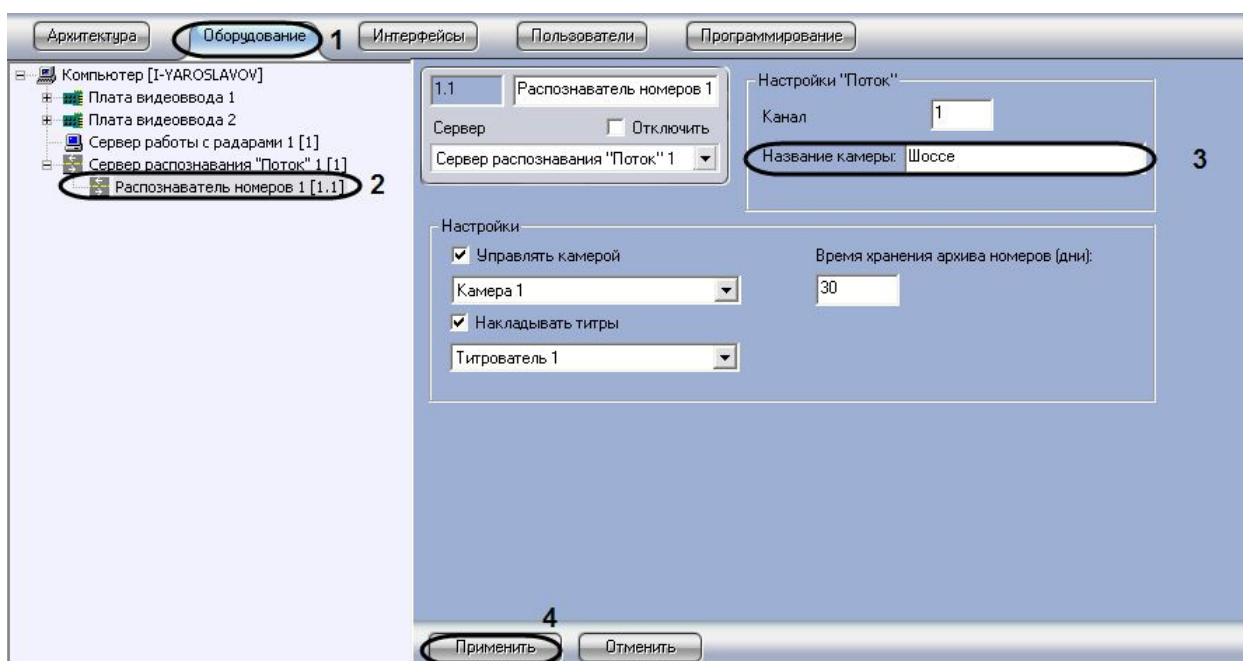 Архитектура Оборудование 1 Интерфейсы Пользователи Программирование
Компьютер [I-YAROSLAVOV]
Плата видеоввода 1
Плата видеоввода 2
Сервер работы с радарами 1 [1]
Сервер распознавания "Поток" 1 [1]
Распознаватель номеров 1 [1.1] 2
1.1 Распознаватель номеров 1
Сервер Отключить
Сервер распознавания "Поток" 1
Настройки "Поток"
Канал 1
Название камеры: Шоссе 3
Настройки
Управлять камерой
Камера 1
Накладывать титры
Титрователь 1
Время хранения архива номеров (дни):
30
4
Применить Отменить